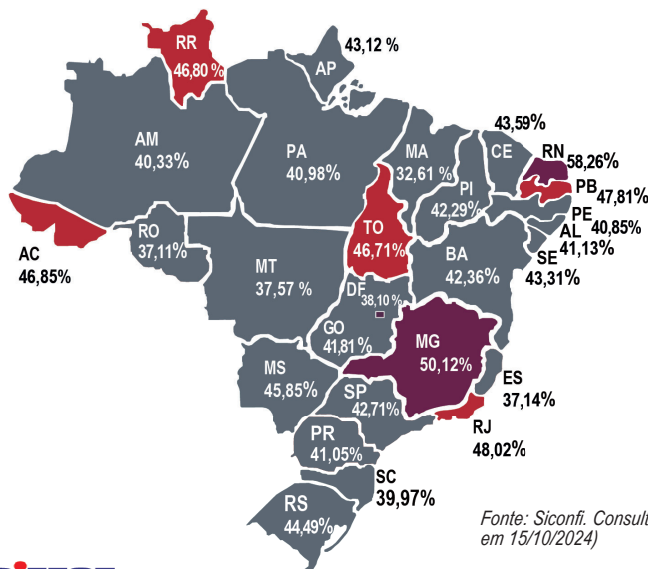 RR
46,80 %
AP
43,12 %
AM
40,33%
PA
40,98%
MA
32,61 %
CE
43,59%
RN
58,26%
PB
47,81%
PI
42,29%
PE 40,85%
AL
41,13%
SE
43,31%
AC
46,85%
RO
37,11%
TO
46,71%
BA
42,36%
MT
37,57 %
DF
38,10 %
GO
41,81 %
MG
50,12%
MS
45,85%
ES
37,14%
SP
42,71%
RJ
48,02%
PR
41,05%
SC
39,97%
RS
44,49%
Fonte: Siconfi. Consult
em 15/10/2024)